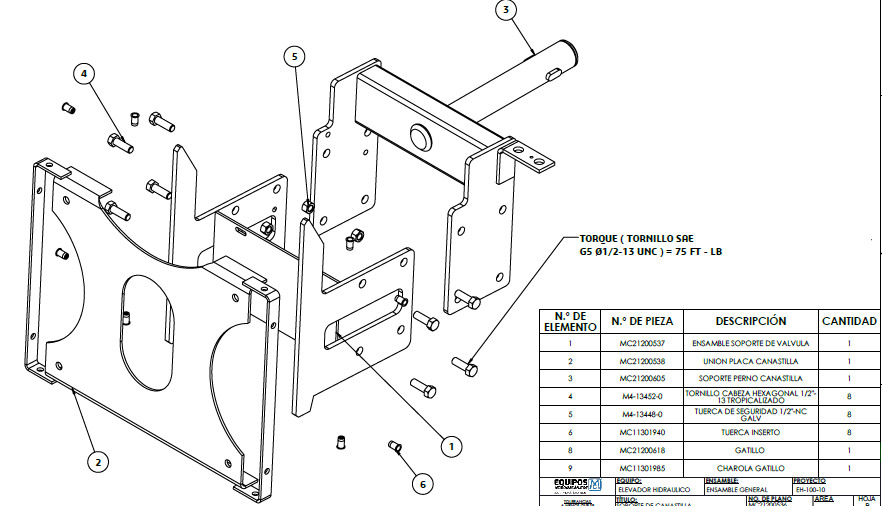 3
5
4
TORQUE ( TORNILLO SAE
G5 Ø1/2-13 UNC ) = 75 FT - LB
1
2
6
N.º DE ELEMENTO N.º DE PIEZA DESCRIPCIÓN CANTIDAD
1 MC21200537 ENSAMBLE SOPORTE DE VALVULA 1
2 MC21200538 UNION PLACA CANASTILLA 1
3 MC21200605 SOPORTE PERNO CANASTILLA 1
4 M4-13452-0 TORNILLO CABEZA HEXAGONAL 1/2"-13 TROPICALIZADO 8
5 M4-13448-0 TUERCA DE SEGURIDAD 1/2"-NC GALV 8
6 MC11301940 TUERCA INSERTO 8
8 MC21200618 GATILLO 1
9 MC11301985 CHAROLA GATILLO 1
EQUIPOS M EQUIPO: ENSAMBLE: PROYECTO
ELEVADOR HIDRAULICO ENSAMBLE GENERAL EH-100-10
TOLERANCIAS TÍTULO: NO. DE PLANO AREA HOJA
SOPORTE DE CANASTILLA MC21200536